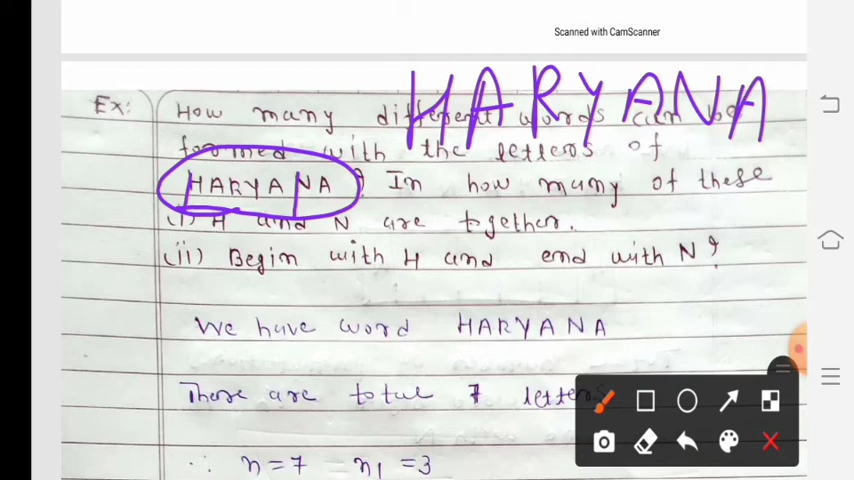 Scanned with CamScanner
HARYANA
Ex:
How many different words can be
formed with the letters of
HARYANA? In how many of these
(i) H and N are together.
(ii) Begin with H and end with N?
We have word HARYANA
There are total 7 letters
∴ n=7 n1 =3